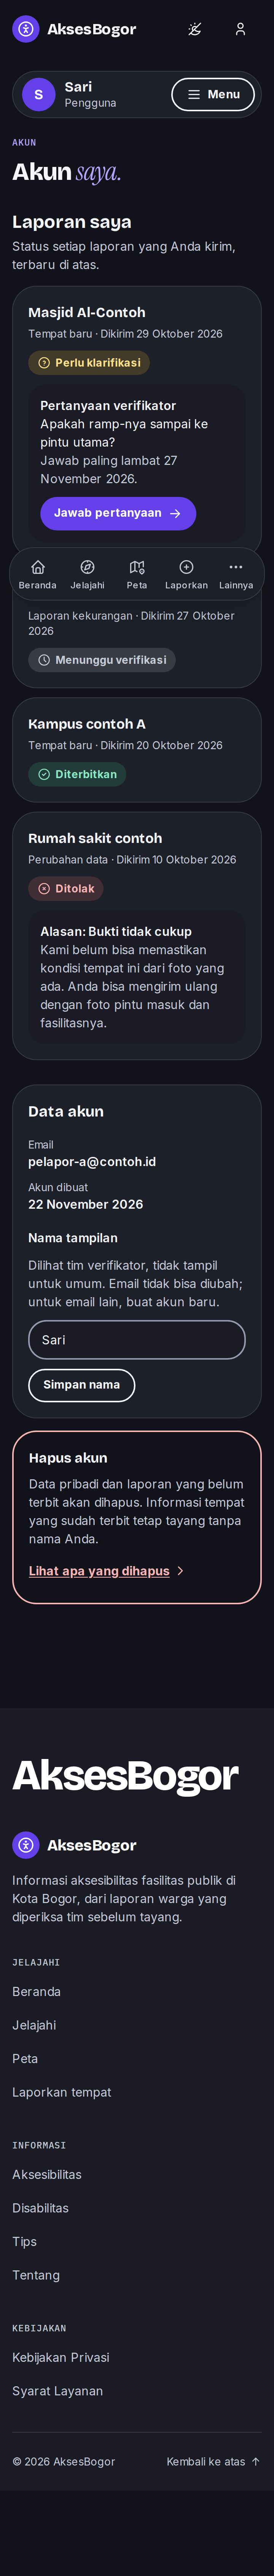 AksesBogor
S
Sari
Pengguna
Menu
AKUN
Akun saya.
Laporan saya
Status setiap laporan yang Anda kirim,
terbaru di atas.
Masjid Al-Contoh
Tempat baru · Dikirim 29 Oktober 2026
Perlu klarifikasi
Pertanyaan verifikator
Apakah ramp-nya sampai ke
pintu utama?
Jawab paling lambat 27
November 2026.
Jawab pertanyaan
Beranda
Jelajahi
Peta
Laporkan
Lainnya
Laporan kekurangan · Dikirim 27 Oktober
2026
Menunggu verifikasi
Kampus contoh A
Tempat baru · Dikirim 20 Oktober 2026
Diterbitkan
Rumah sakit contoh
Perubahan data · Dikirim 10 Oktober 2026
Ditolak
Alasan: Bukti tidak cukup
Kami belum bisa memastikan
kondisi tempat ini dari foto yang
ada. Anda bisa mengirim ulang
dengan foto pintu masuk dan
fasilitasnya.
Data akun
Email
pelapor-a@contoh.id
Akun dibuat
22 November 2026
Nama tampilan
Dilihat tim verifikator, tidak tampil
untuk umum. Email tidak bisa diubah;
untuk email lain, buat akun baru.
Sari
Simpan nama
Hapus akun
Data pribadi dan laporan yang belum
terbit akan dihapus. Informasi tempat
yang sudah terbit tetap tayang tanpa
nama Anda.
Lihat apa yang dihapus
AksesBogor
AksesBogor
Informasi aksesibilitas fasilitas publik di
Kota Bogor, dari laporan warga yang
diperiksa tim sebelum tayang.
JELAJAHI
Beranda
Jelajahi
Peta
Laporkan tempat
INFORMASI
Aksesibilitas
Disabilitas
Tips
Tentang
KEBIJAKAN
Kebijakan Privasi
Syarat Layanan
© 2026 AksesBogor
Kembali ke atas ↑